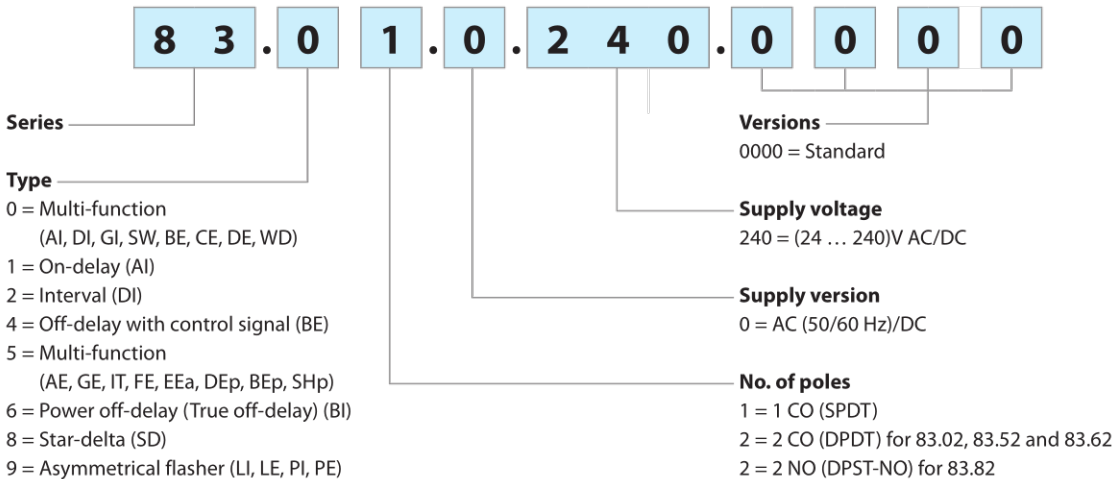 8 3 . 0 1 . 0 . 2 4 0 . 0 0 0 0
Series
Type
0 = Multi-function
(AI, DI, GI, SW, BE, CE, DE, WD)
1 = On-delay (AI)
2 = Interval (DI)
4 = Off-delay with control signal (BE)
5 = Multi-function
(AE, GE, IT, FE, EEa, DEp, BEp, SHp)
6 = Power off-delay (True off-delay) (BI)
8 = Star-delta (SD)
9 = Asymmetrical flasher (LI, LE, PI, PE)
Versions
0000 = Standard
Supply voltage
240 = (24 … 240)V AC/DC
Supply version
0 = AC (50/60 Hz)/DC
No. of poles
1 = 1 CO (SPDT)
2 = 2 CO (DPDT) for 83.02, 83.52 and 83.62
2 = 2 NO (DPST-NO) for 83.82